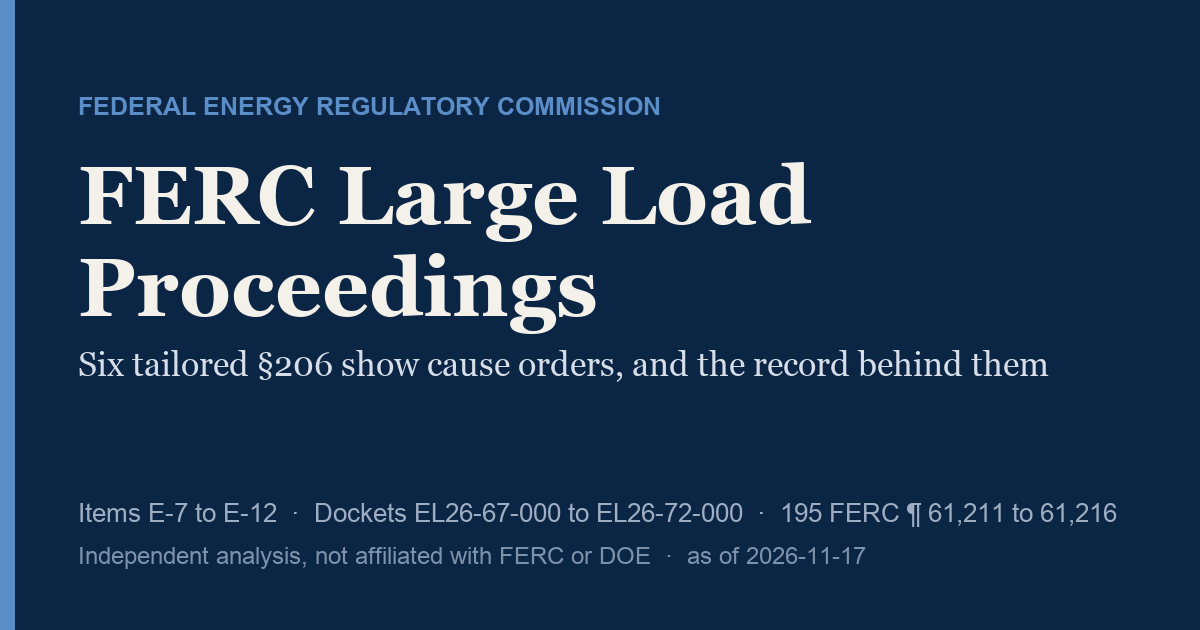 FEDERAL ENERGY REGULATORY COMMISSION
FERC Large Load
Proceedings
Six tailored §206 show cause orders, and the record behind them
Items E-7 to E-12 · Dockets EL26-67-000 to EL26-72-000 · 195 FERC ¶ 61,211 to 61,216
Independent analysis, not affiliated with FERC or DOE · as of 2026-11-17